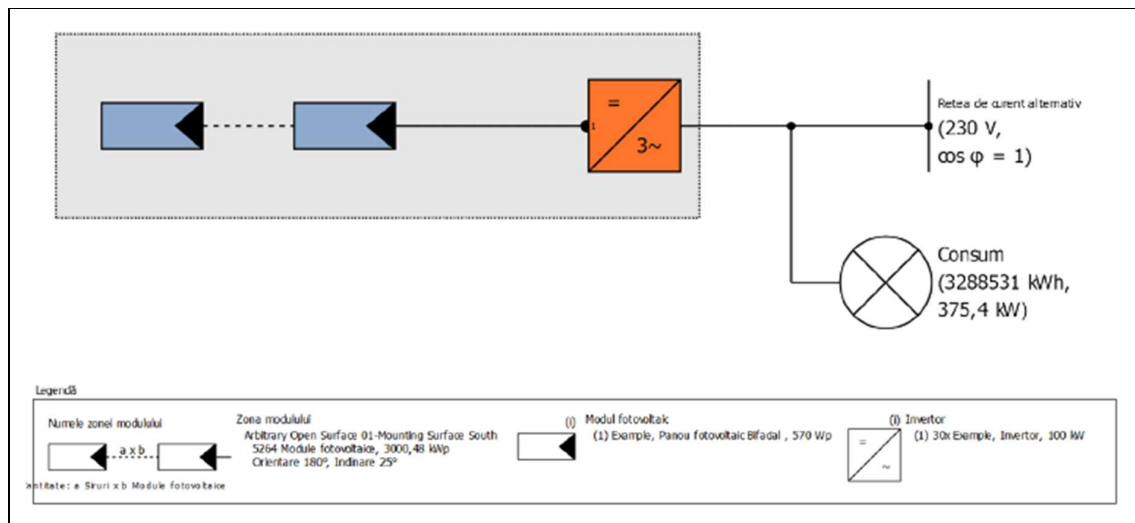 =
1
3~
Retea de curent alternativ
(230 V,
cos φ = 1)
Consum
(3288531 kWh,
375,4 kW)
Legendă
Numele zonei modulului
a x b
antitate: a Siruri x b Module fotovoltaice
Zona modulului
Arbitrary Open Surface 01-Mounting Surface South
5264 Module fotovoltaice, 3000,48 kWp
Orientare 180°, Inclinare 25°
(i) Modul fotovoltaic
(1) Example, Panou fotovoltaic Bifacial , 570 Wp
(i) Invertor
=
~
(1) 30x Example, Invertor, 100 kW